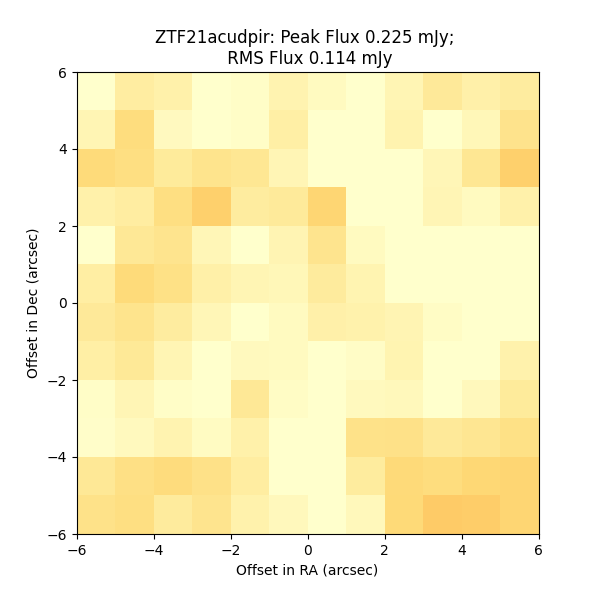 ZTF21acudpir: Peak Flux 0.225 mJy;
RMS Flux 0.114 mJy
6
4
2
0
−2
−4
−6
Offset in Dec (arcsec)
−6 −4 −2 0 2 4 6
Offset in RA (arcsec)